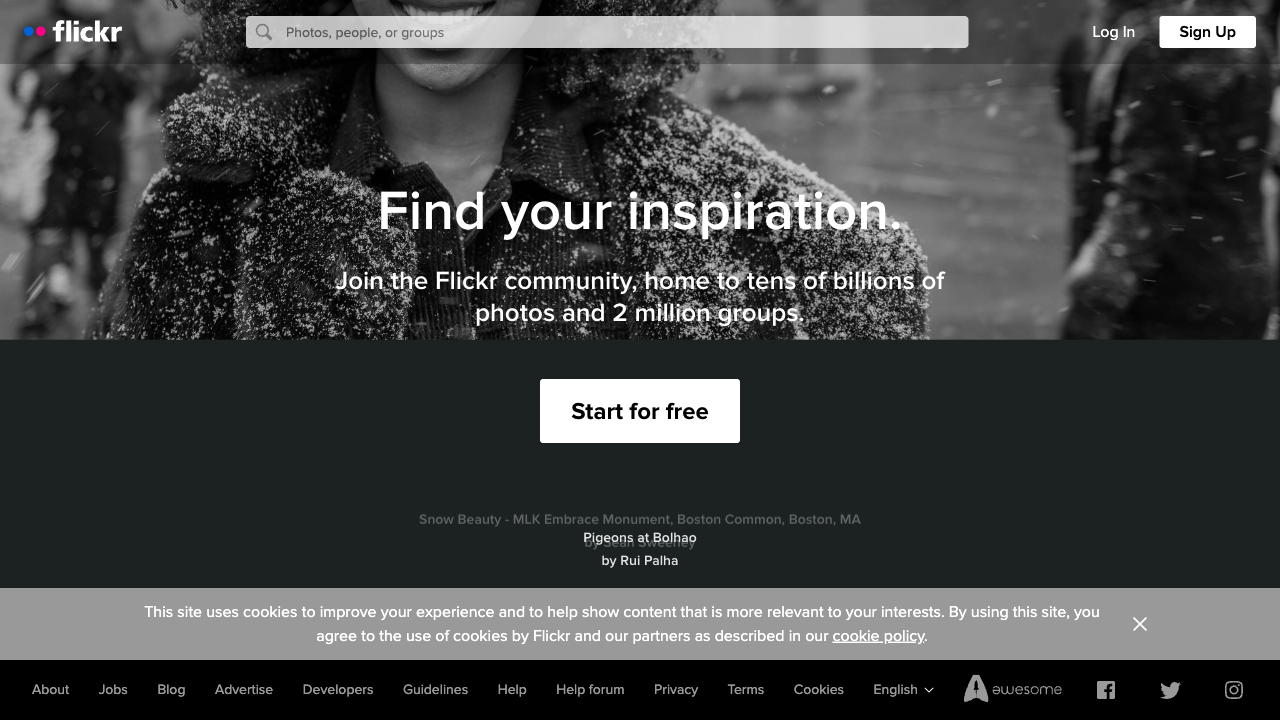 flickr
Photos, people, or groups
Log In
Sign Up
Find your inspiration.
Join the Flickr community, home to tens of billions of
photos and 2 million groups.
Start for free
Snow Beauty - MLK Embrace Monument, Boston Common, Boston, MA
Pigeons at Bolhao
by Sean Sweeney
by Rui Palha
This site uses cookies to improve your experience and to help show content that is more relevant to your interests. By using this site, you
agree to the use of cookies by Flickr and our partners as described in our cookie policy.
About Jobs Blog Advertise Developers Guidelines Help Help forum Privacy Terms Cookies English awesome